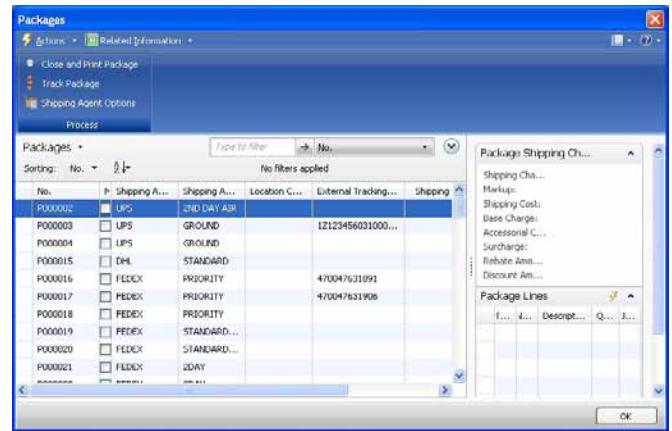 Packages
Actions Related Information
Close and Print Package
Track Package
Shipping Agent Options
Process
Packages Type to filter No.
Sorting: No. No filters applied
No. Shipping A... Shipping A... Location C... External Tracking... Shipping
P000002 UPS 2ND DAY AIR
P000003 UPS GROUND 1Z123456031000...
P000004 UPS GROUND
P000015 DHL STANDARD
P000016 FEDEX PRIORITY 470047631891
P000017 FEDEX PRIORITY 470047631906
P000018 FEDEX PRIORITY
P000019 FEDEX STANDARD...
P000020 FEDEX STANDARD...
P000021 FEDEX 2DAY
Package Shipping Ch...
Shipping Cha...
Markup:
Shipping Cost:
Base Charge:
Accessorial C...
Surcharge:
Rebate Amo...
Discount Am...
Package Lines
Descript... Q...
OK